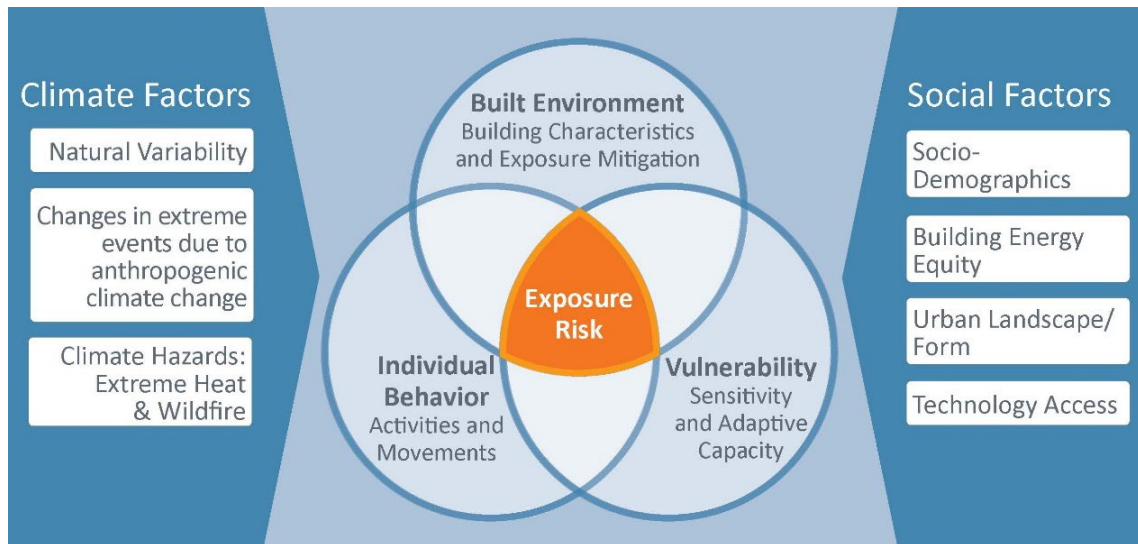 Climate Factors
Natural Variability
Changes in extreme
events due to
anthropogenic
climate change
Climate Hazards:
Extreme Heat
& Wildfire
Built Environment
Building Characteristics
and Exposure Mitigation
Exposure
Risk
Individual
Behavior
Activities and
Movements
Vulnerability
Sensitivity
and Adaptive
Capacity
Social Factors
Socio-
Demographics
Building Energy
Equity
Urban Landscape/
Form
Technology Access